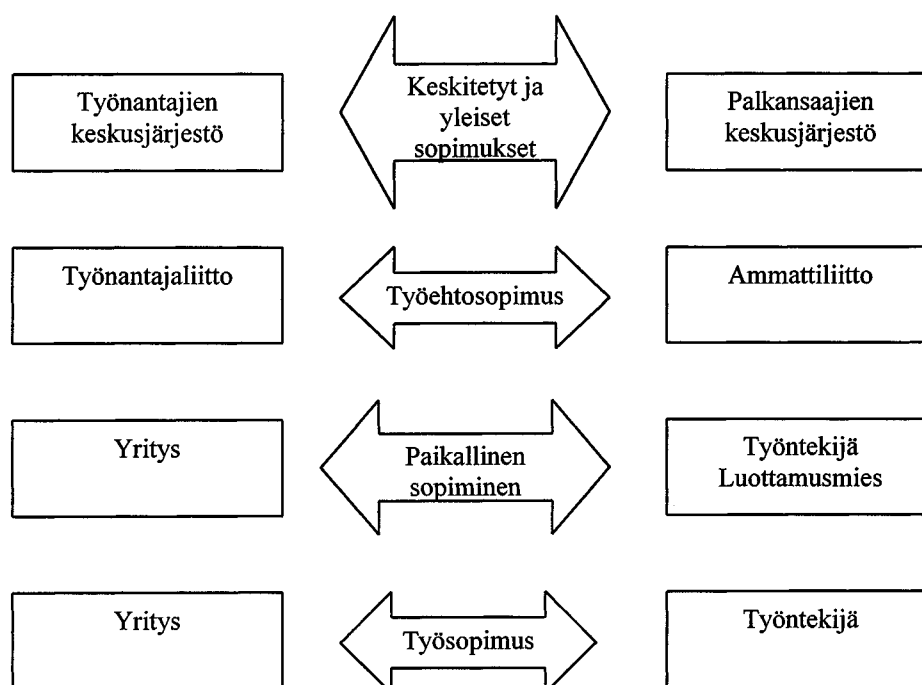 Työnantajien
keskusjärjestö
Keskitetyt ja
yleiset
sopimukset
Palkansaajien
keskusjärjestö
Työnantajaliitto
Työehtosopimus
Ammattiliitto
Yritys
Paikallinen
sopiminen
Työntekijä
Luottamusmies
Yritys
Työsopimus
Työntekijä